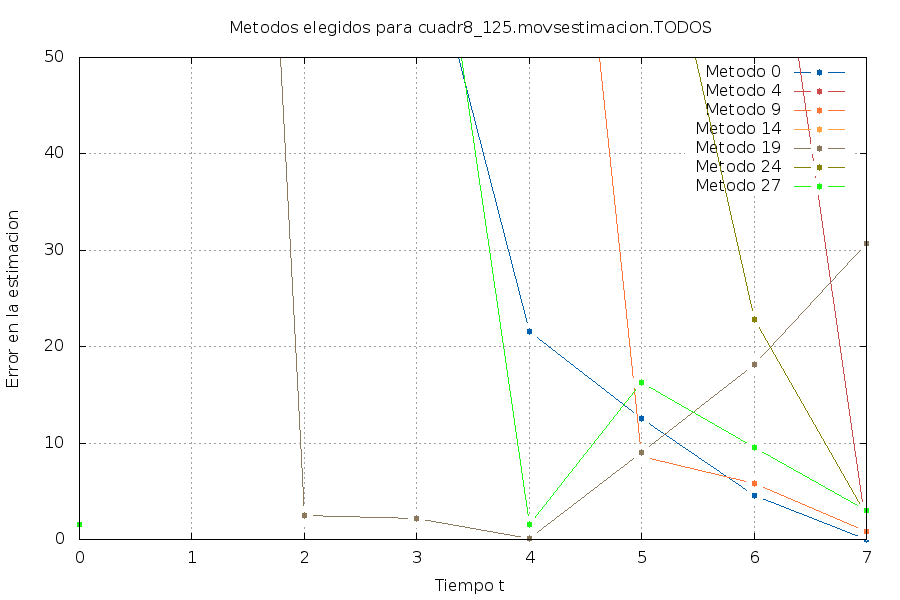 Metodos elegidos para cuadr8_125.movsestimacion.TODOS
50
40
30
20
10
0
Error en la estimacion
Metodo 0
Metodo 4
Metodo 9
Metodo 14
Metodo 19
Metodo 24
Metodo 27
0 1 2 3 4 5 6 7
Tiempo t